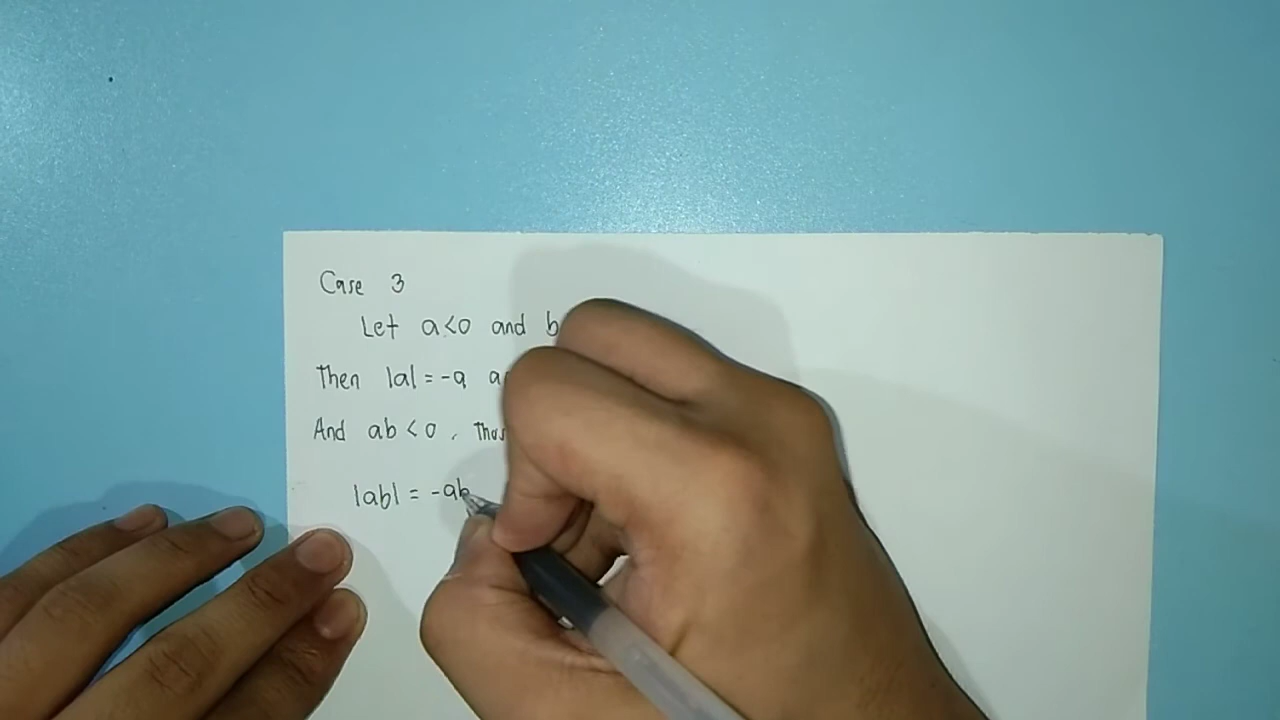 Case 3
Let a<0 and b
Then |a| = -a
And ab < 0, Thus
|ab| = -ab